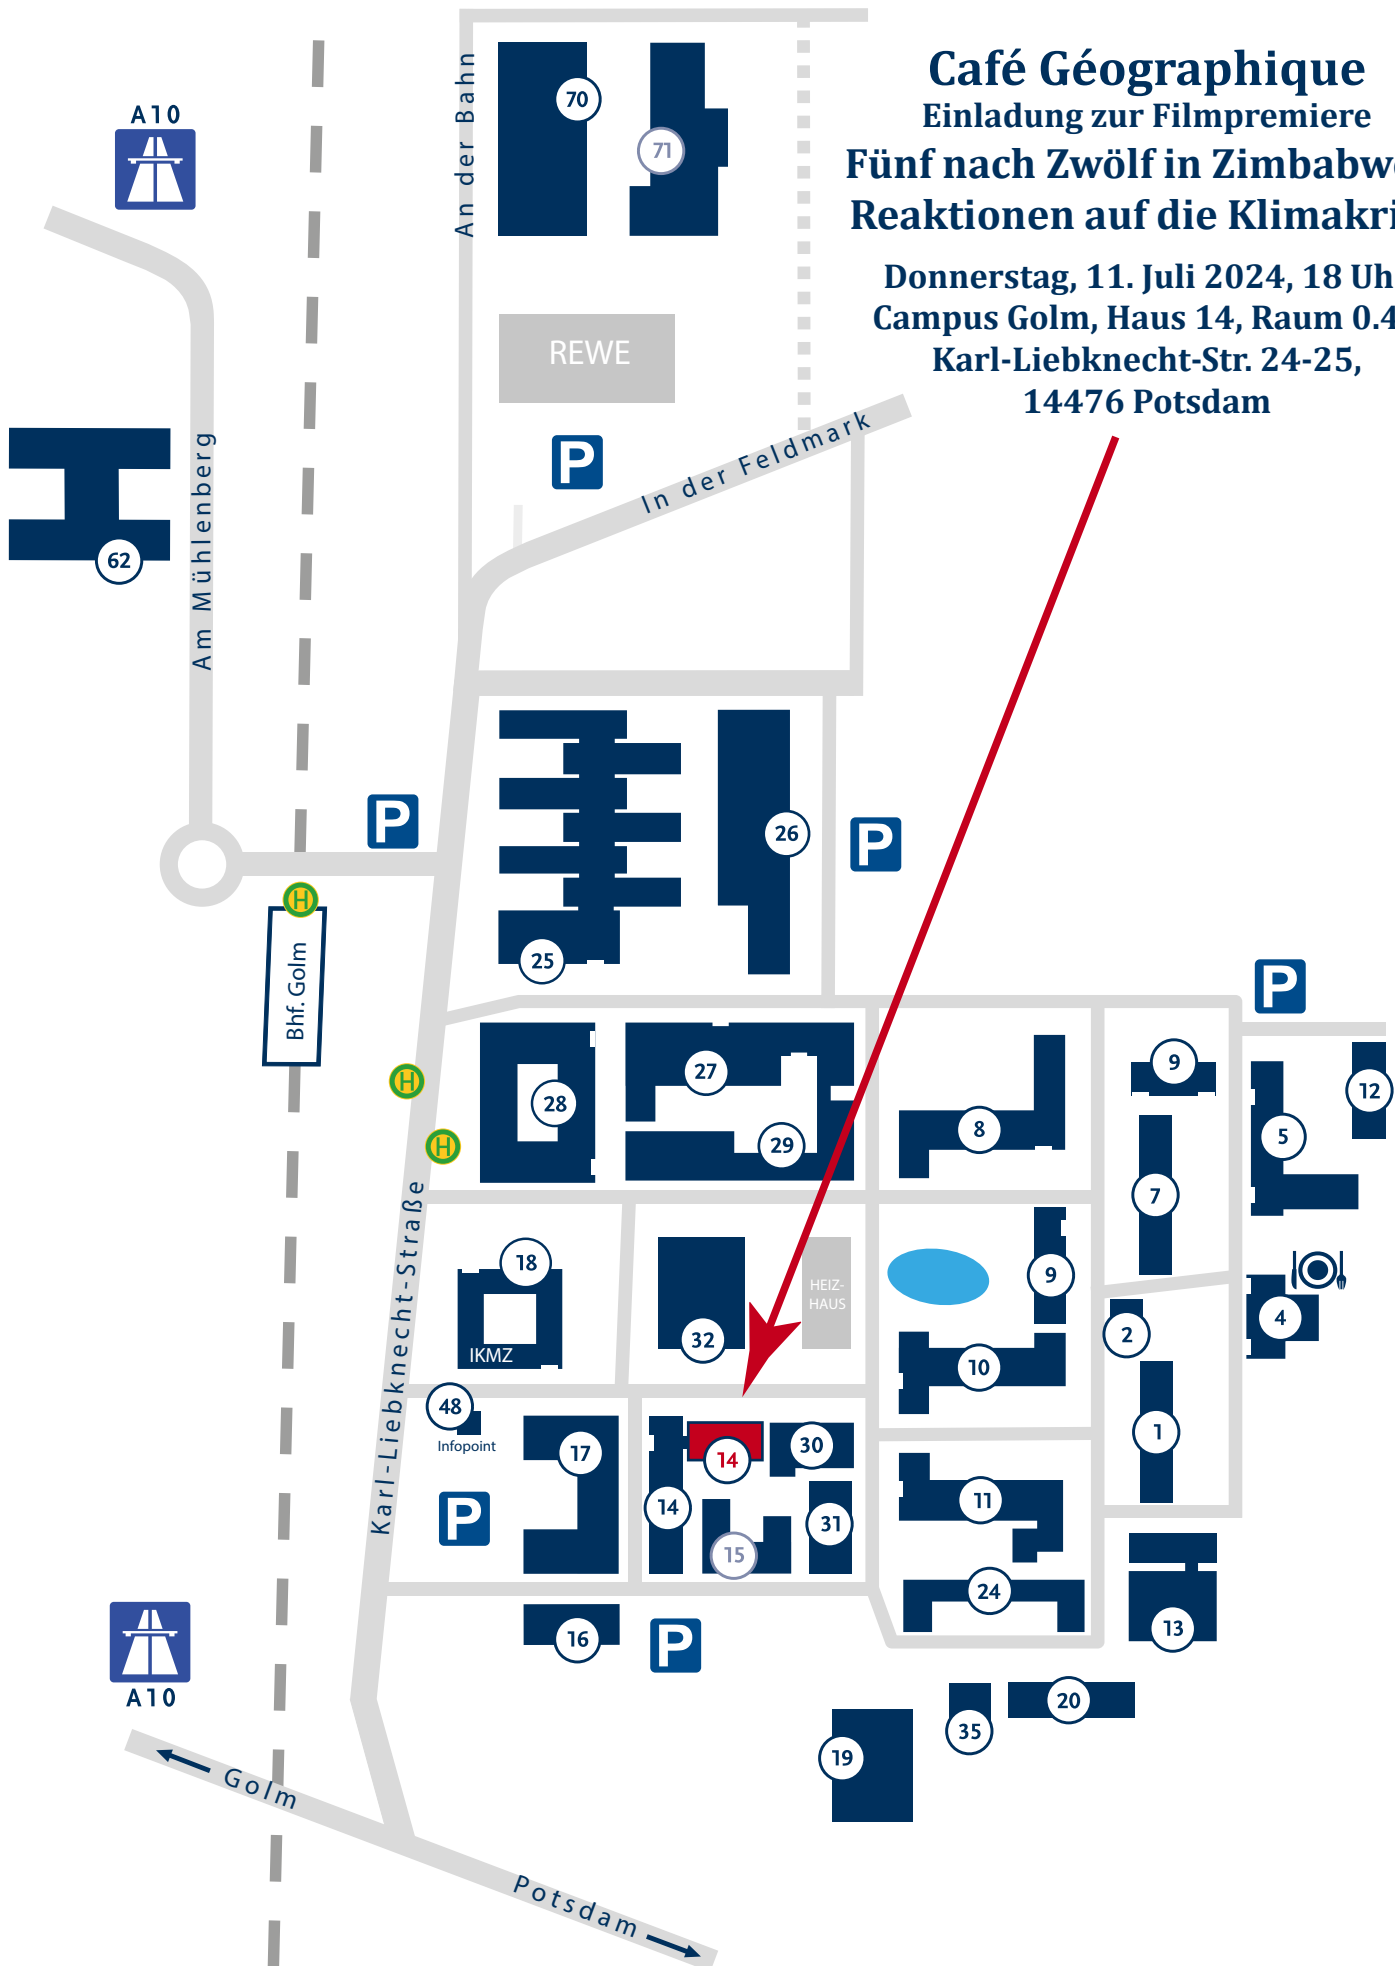 Café Géographique
Einladung zur Filmpremiere
Fünf nach Zwölf in Zimbabwe
Reaktionen auf die Klimakri
Donnerstag, 11. Juli 2024, 18 Uh
Campus Golm, Haus 14, Raum 0.4
Karl-Liebknecht-Str. 24-25,
14476 Potsdam
A10
An der Bahn
70
71
REWE
P
In der Feldmark
62
Am Mühlenberg
P
26
P
25
H
Bhf. Golm
P
H
H
28
27
29
8
9
12
5
7
Karl-Liebknecht-Straße
18
IKMZ
32
HEIZ-
HAUS
9
10
2
4
1
48
Infopoint
17
14
30
14
31
15
11
P
24
13
16
P
A10
20
35
19
Golm
Potsdam